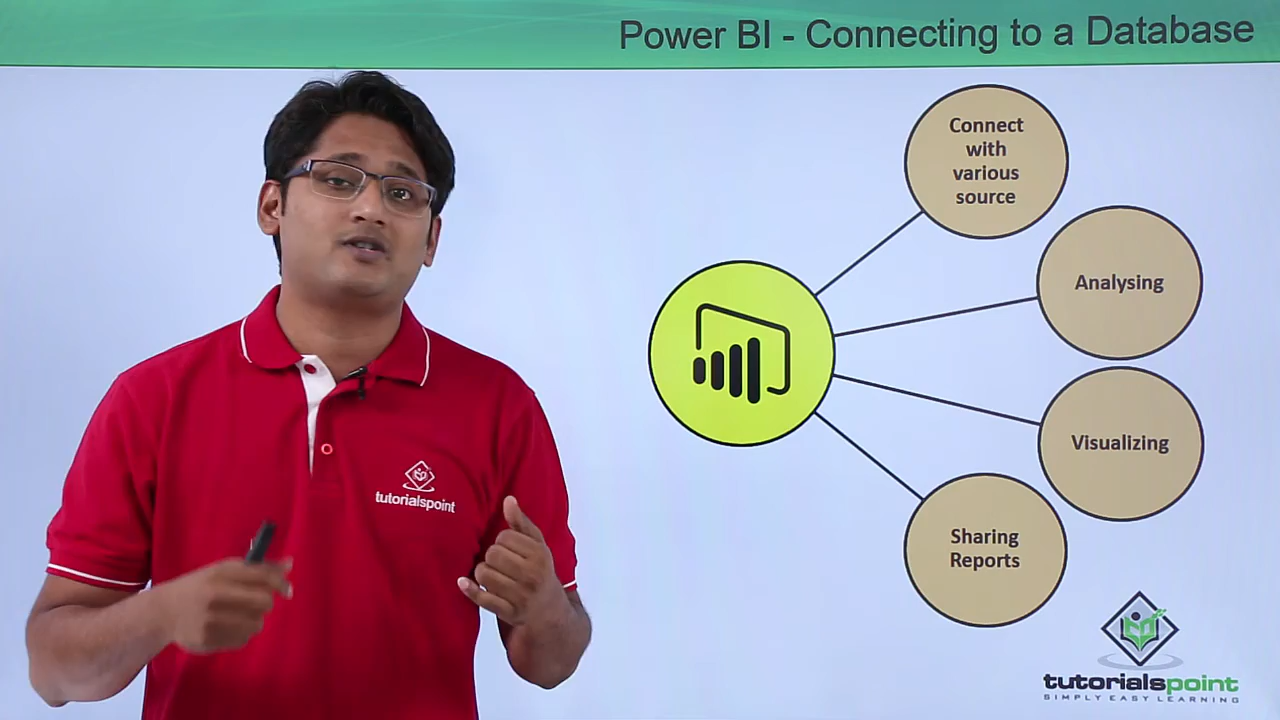 Power BI - Connecting to a Database
Connect
with
various
source
Analysing
Visualizing
Sharing
Reports
tutorialspoint
tutorialspoint
SIMPLY EASY LEARNING